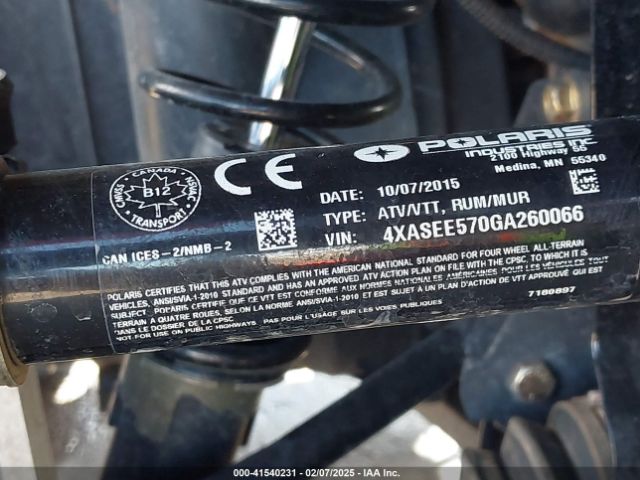 CANADA
B12
TRANSPORT
CAN ICES-2/NMB-2
CE
POLARIS
INDUSTRIES INC.
2100 Highway 55
Medina, MN 55340
DATE: 10/07/2015
TYPE: ATV/VTT, RUM/MUR
VIN: 4XASEE570GA260066
POLARIS CERTIFIES THAT THIS ATV COMPLIES WITH THE AMERICAN NATIONAL STANDARD FOR FOUR WHEEL ALL TERRAIN
VEHICLES, ANSI/SVIA-1-2010 STANDARD AND HAS AN APPROVED ATV ACTION PLAN ON FILE WITH THE CPSC, TO WHICH IT IS
SUBJECT. POLARIS CERTIFIE QUE CE VTT EST CONFORME AUX NORMES NATIONALES AMÉRICAINES POUR LES VÉHICULES TOUT
TERRAIN A QUATRE ROUES, SELON LA NORME ANSI/SVIA-1-2010 ET POSSEDE UN PLAN D'ACTION DE VTT APPROUVÉ QUI EST
DANS LE DOSSIER DE LA CPSC
NOT FOR USE ON PUBLIC HIGHWAYS PAS POUR L'USAGE SUR LES VOIES PUBLIQUES
7180897
000-41540231 - 02/07/2025 - IAA Inc.